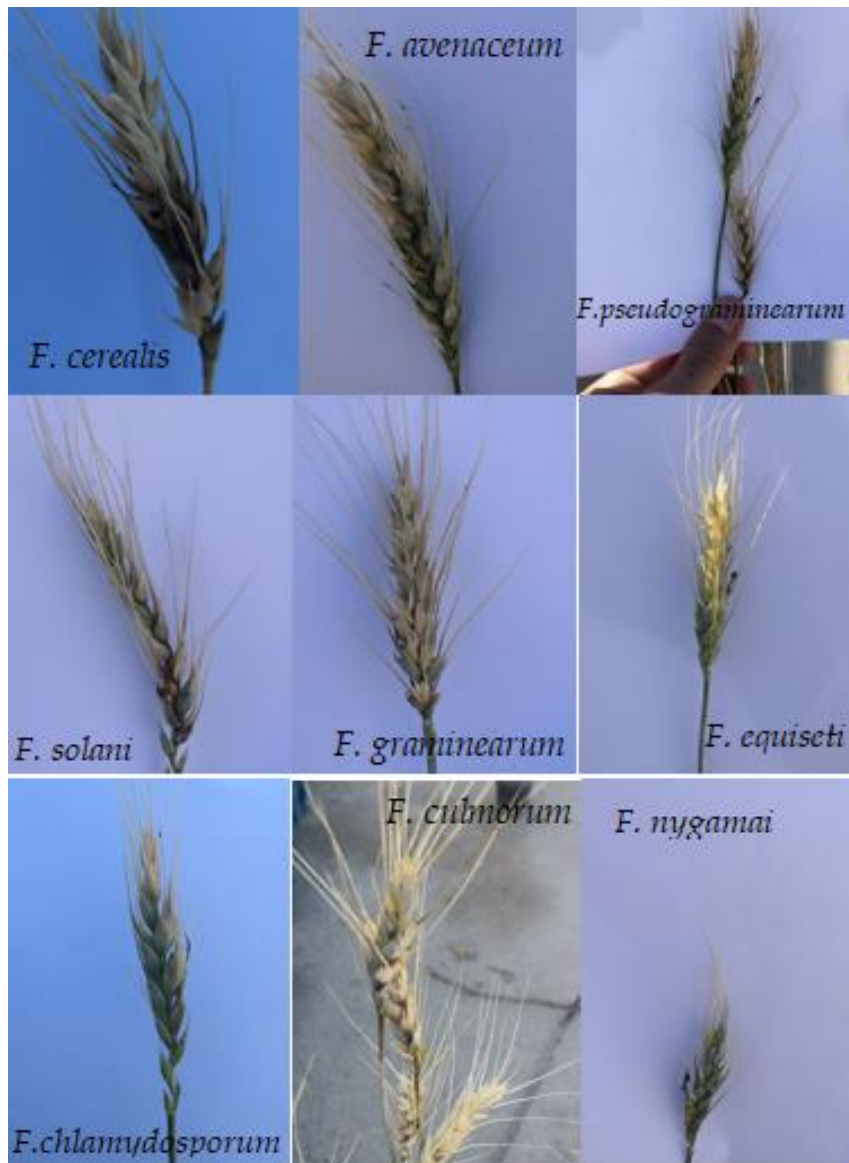 F. avenaceum
F.pseudograminearum
F. cerealis
F. solani
F. graminearum
F. equiseti
F. culmorum
F. nygamai
F.chlamydosporum